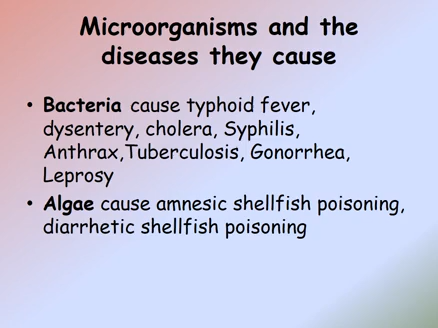 Microorganisms and the
diseases they cause
• Bacteria cause typhoid fever,
dysentery, cholera, Syphilis,
Anthrax,Tuberculosis, Gonorrhea,
Leprosy
• Algae cause amnesic shellfish poisoning,
diarrhetic shellfish poisoning